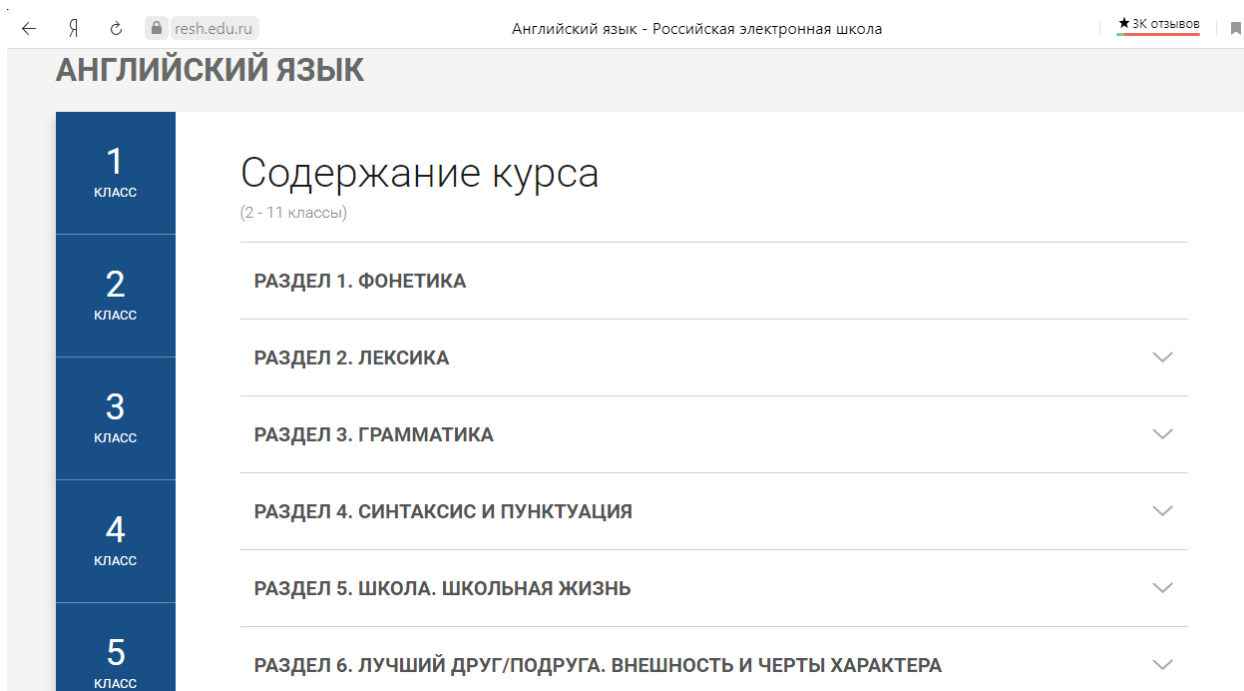 Я resh.edu.ru Английский язык - Российская электронная школа ★3К отзывов
АНГЛИЙСКИЙ ЯЗЫК
1
КЛАСС
2
КЛАСС
3
КЛАСС
4
КЛАСС
5
КЛАСС
Содержание курса
(2 - 11 классы)
РАЗДЕЛ 1. ФОНЕТИКА
РАЗДЕЛ 2. ЛЕКСИКА
РАЗДЕЛ 3. ГРАММАТИКА
РАЗДЕЛ 4. СИНТАКСИС И ПУНКТУАЦИЯ
РАЗДЕЛ 5. ШКОЛА. ШКОЛЬНАЯ ЖИЗНЬ
РАЗДЕЛ 6. ЛУЧШИЙ ДРУГ/ПОДРУГА. ВНЕШНОСТЬ И ЧЕРТЫ ХАРАКТЕРА